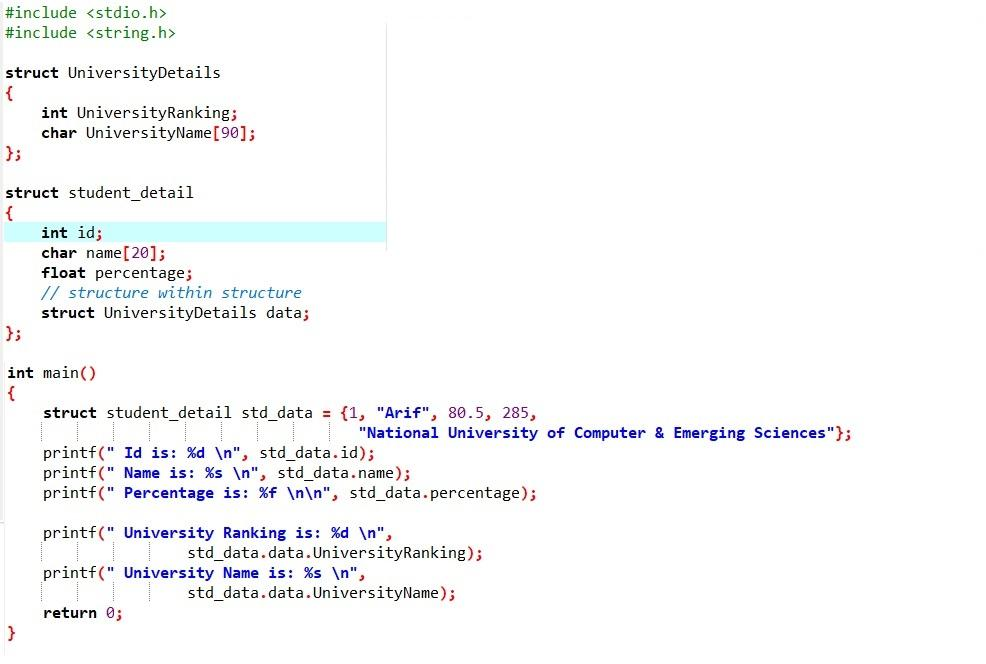 #include <stdio.h>
#include <string.h>
struct UniversityDetails
{
int UniversityRanking;
char UniversityName[90];
};
struct student_detail
{
int id;
char name[20];
float percentage;
// structure within structure
struct UniversityDetails data;
};
int main()
{
struct student_detail std_data = {1, "Arif", 80.5, 285,
"National University of Computer & Emerging Sciences"};
printf(" Id is: %d \n", std_data.id);
printf(" Name is: %s \n", std_data.name);
printf(" Percentage is: %f \n\n", std_data.percentage);
printf(" University Ranking is: %d \n",
std_data.data.UniversityRanking);
printf(" University Name is: %s \n",
std_data.data.UniversityName);
return 0;
}